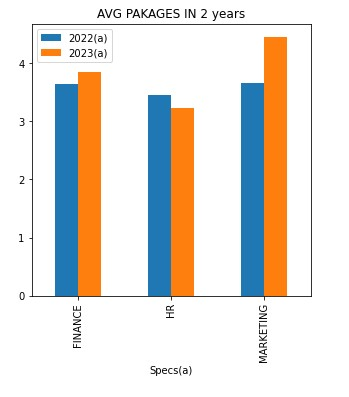 AVG PAKAGES IN 2 years
2022(a)
2023(a)
4
3
2
1
0
FINANCE
HR
MARKETING
Specs(a)